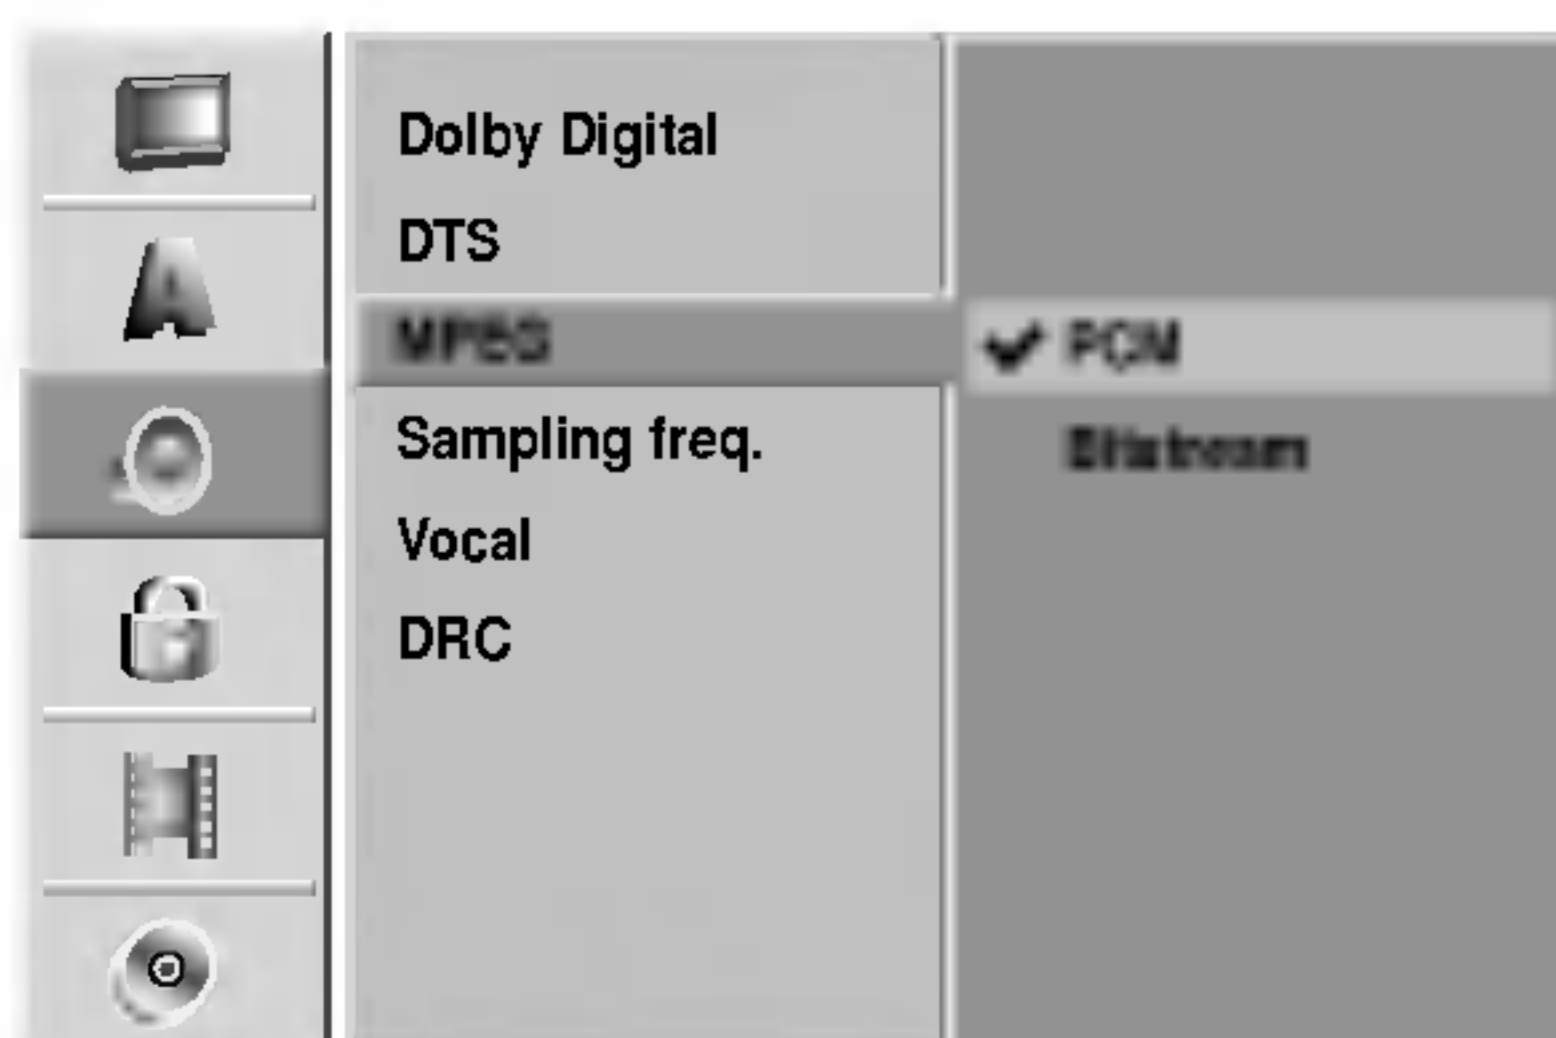 Dolby Digital
DTS
MPEG
PCM
Sampling freq.
Bitstream
Vocal
DRC